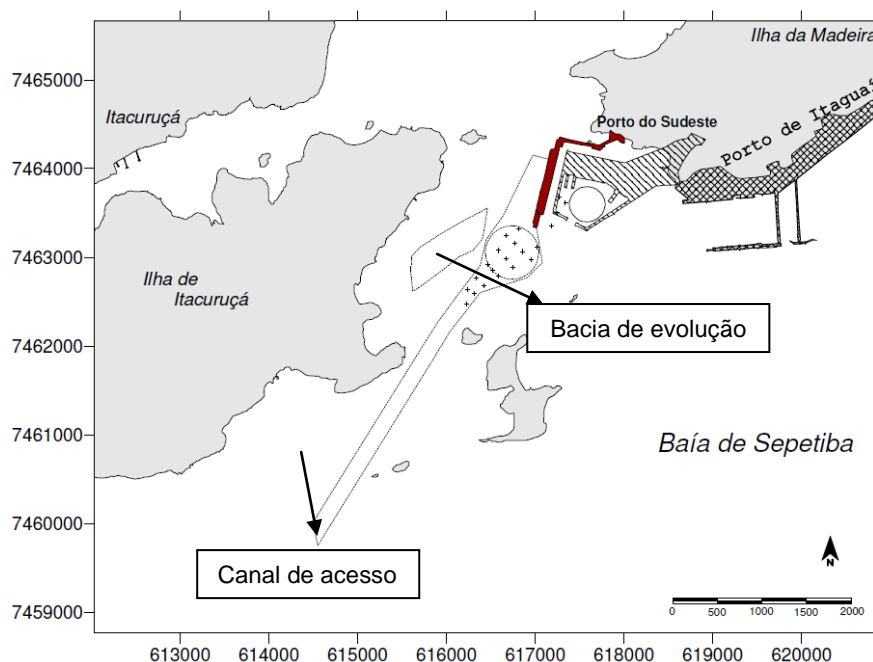 Ilha da Madeira
7465000
Itacuruçá
Porto do Sudeste
Porto de Itaguaí
7464000
7463000
Ilha de
Itacuruçá
Bacia de evolução
7462000
7461000
Baía de Sepetiba
7460000
Canal de acesso
N
7459000
0 500 1000 1500 2000
613000 614000 615000 616000 617000 618000 619000 620000